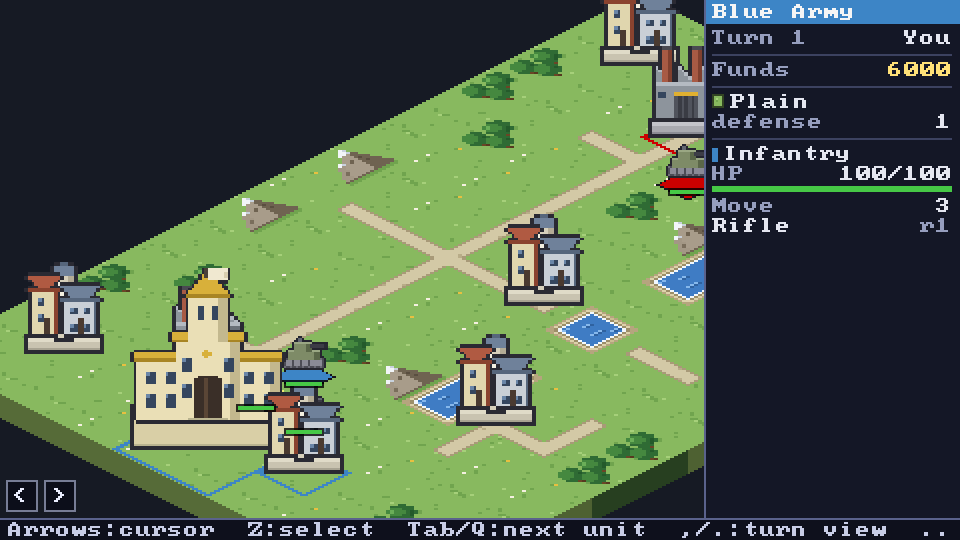 Blue Army
Turn 1 You
Funds 6000
Plain
defense 1
Infantry
HP 100/100
Move 3
Rifle r1
< >
Arrows:cursor Z:select Tab/Q:next unit ,/.:turn view ..